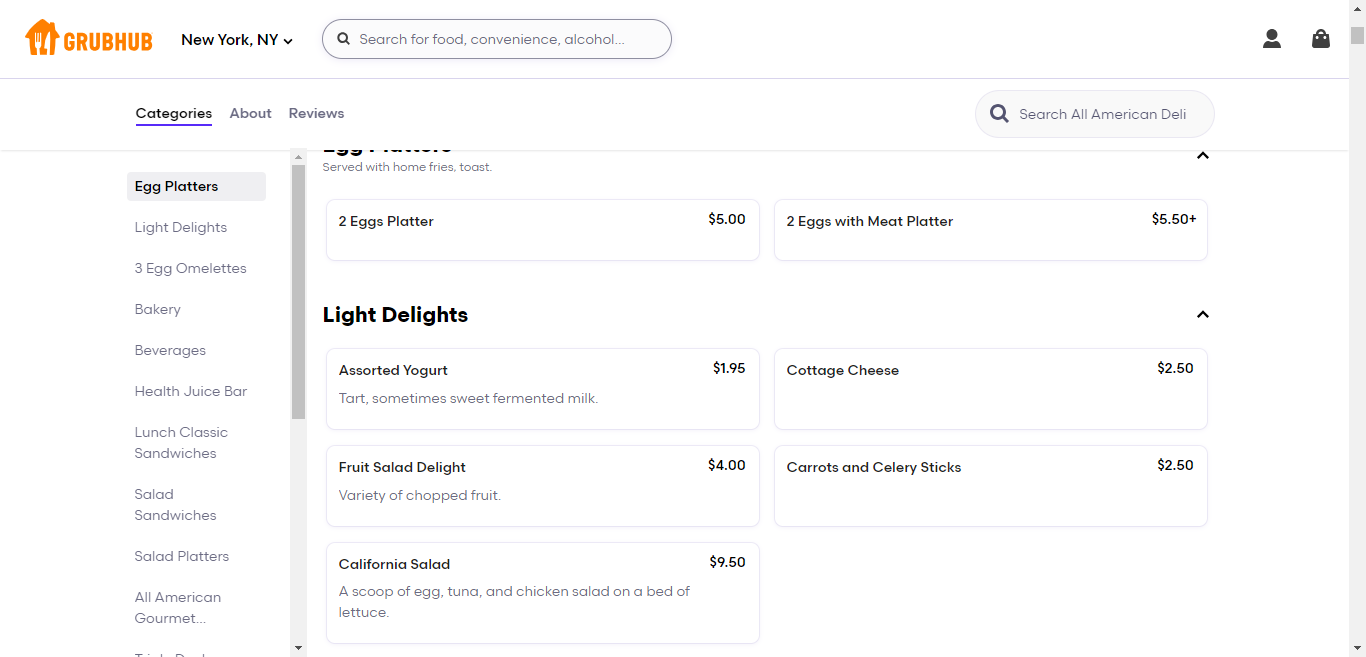 GRUBHUB
New York, NY
Search for food, convenience, alcohol...
Categories
About
Reviews
Search All American Deli
Egg Platters
Light Delights
3 Egg Omelettes
Bakery
Beverages
Health Juice Bar
Lunch Classic
Sandwiches
Salad
Sandwiches
Salad Platters
All American
Gourmet...
Egg Platters
Served with home fries, toast.
2 Eggs Platter
$5.00
2 Eggs with Meat Platter
$5.50+
Light Delights
Assorted Yogurt
$1.95
Tart, sometimes sweet fermented milk.
Cottage Cheese
$2.50
Fruit Salad Delight
$4.00
Variety of chopped fruit.
Carrots and Celery Sticks
$2.50
California Salad
$9.50
A scoop of egg, tuna, and chicken salad on a bed of
lettuce.